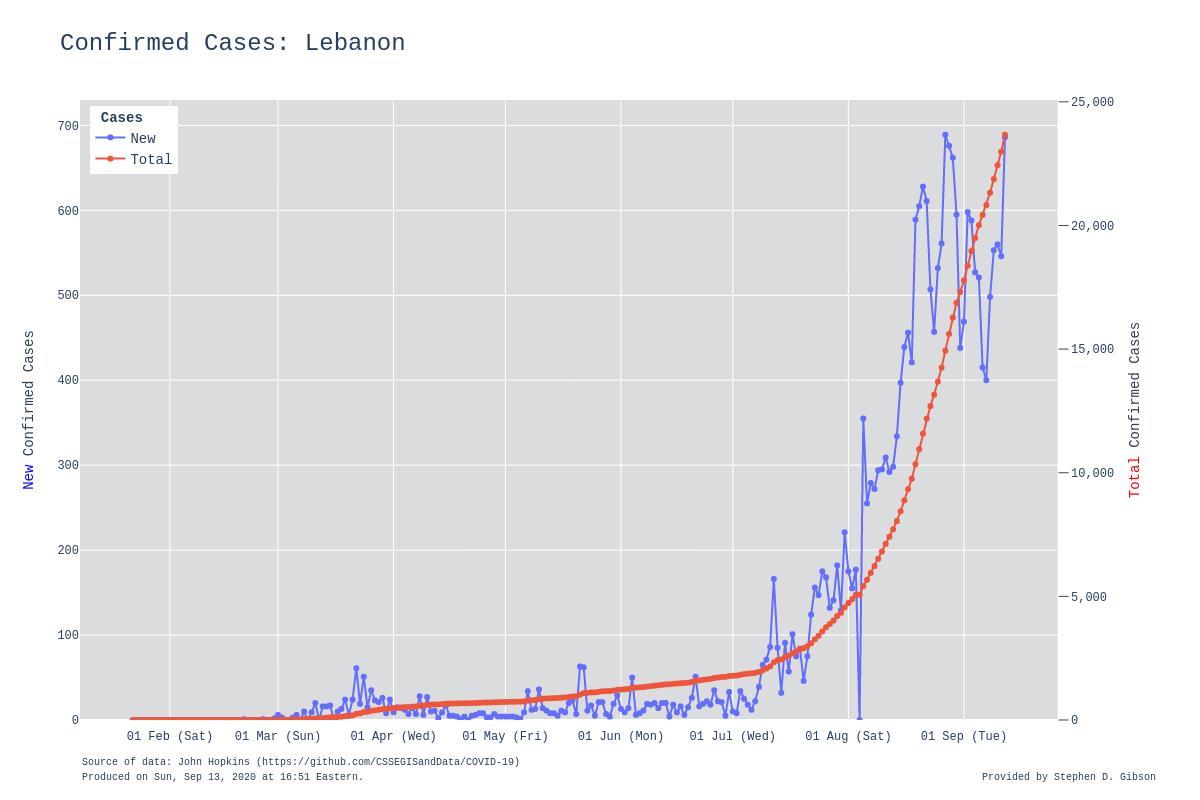 Confirmed Cases: Lebanon
Cases
New
Total
700
600
500
400
300
200
100
0
25,000
20,000
15,000
10,000
5,000
0
New Confirmed Cases
Total Confirmed Cases
01 Feb (Sat)
01 Mar (Sun)
01 Apr (Wed)
01 May (Fri)
01 Jun (Mon)
01 Jul (Wed)
01 Aug (Sat)
01 Sep (Tue)
Source of data: John Hopkins (https://github.com/CSSEGISandData/COVID-19)
Produced on Sun, Sep 13, 2020 at 16:51 Eastern.
Provided by Stephen D. Gibson